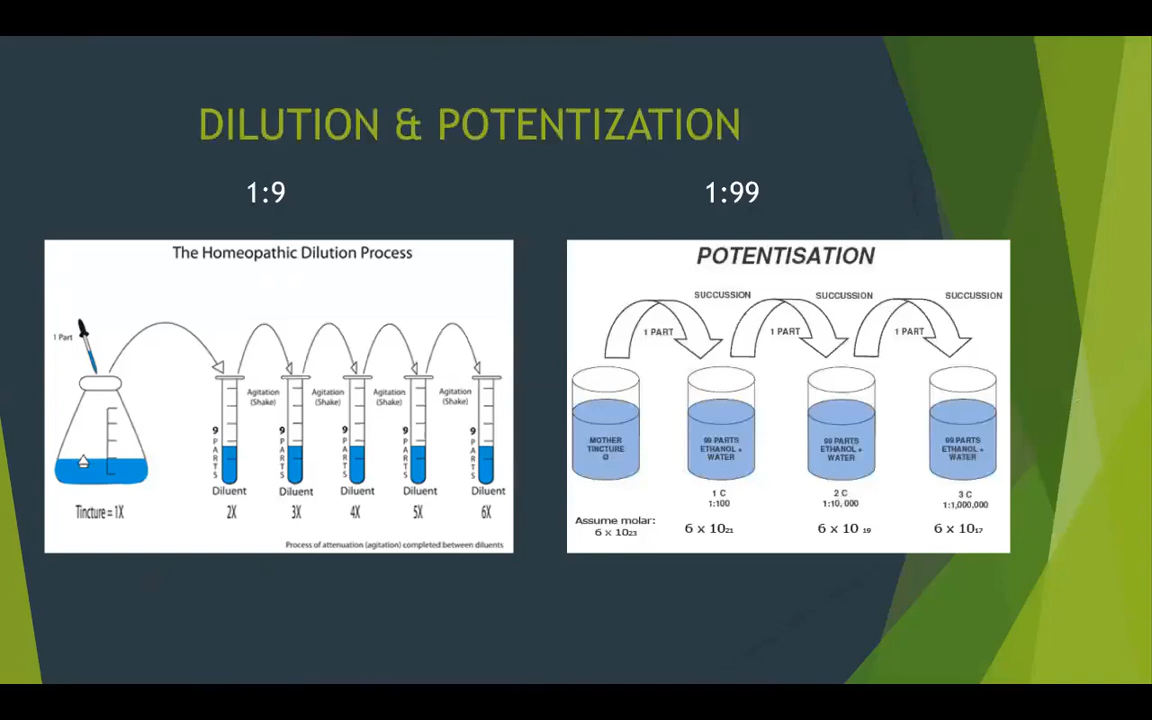 DILUTION & POTENTIZATION
1:9
1:99
The Homeopathic Dilution Process
1 Part
Agitation
(Shake)
Agitation
(Shake)
Agitation
(Shake)
Agitation
(Shake)
9
PARTS
9
PARTS
9
PARTS
9
PARTS
9
PARTS
Diluent
Diluent
Diluent
Diluent
Diluent
Tincture = 1X
2X
3X
4X
5X
6X
Process of attenuation (agitation) completed between diluents
POTENTISATION
SUCCUSSION
SUCCUSSION
SUCCUSSION
1 PART
1 PART
1 PART
MOTHER
TINCTURE
Ø
99 PARTS
ETHANOL +
WATER
99 PARTS
ETHANOL +
WATER
99 PARTS
ETHANOL +
WATER
1 C
1:100
2 C
1:10, 000
3 C
1:1,000,000
Assume molar:
6 x 1023
6 x 1021
6 x 10 19
6 x 1017